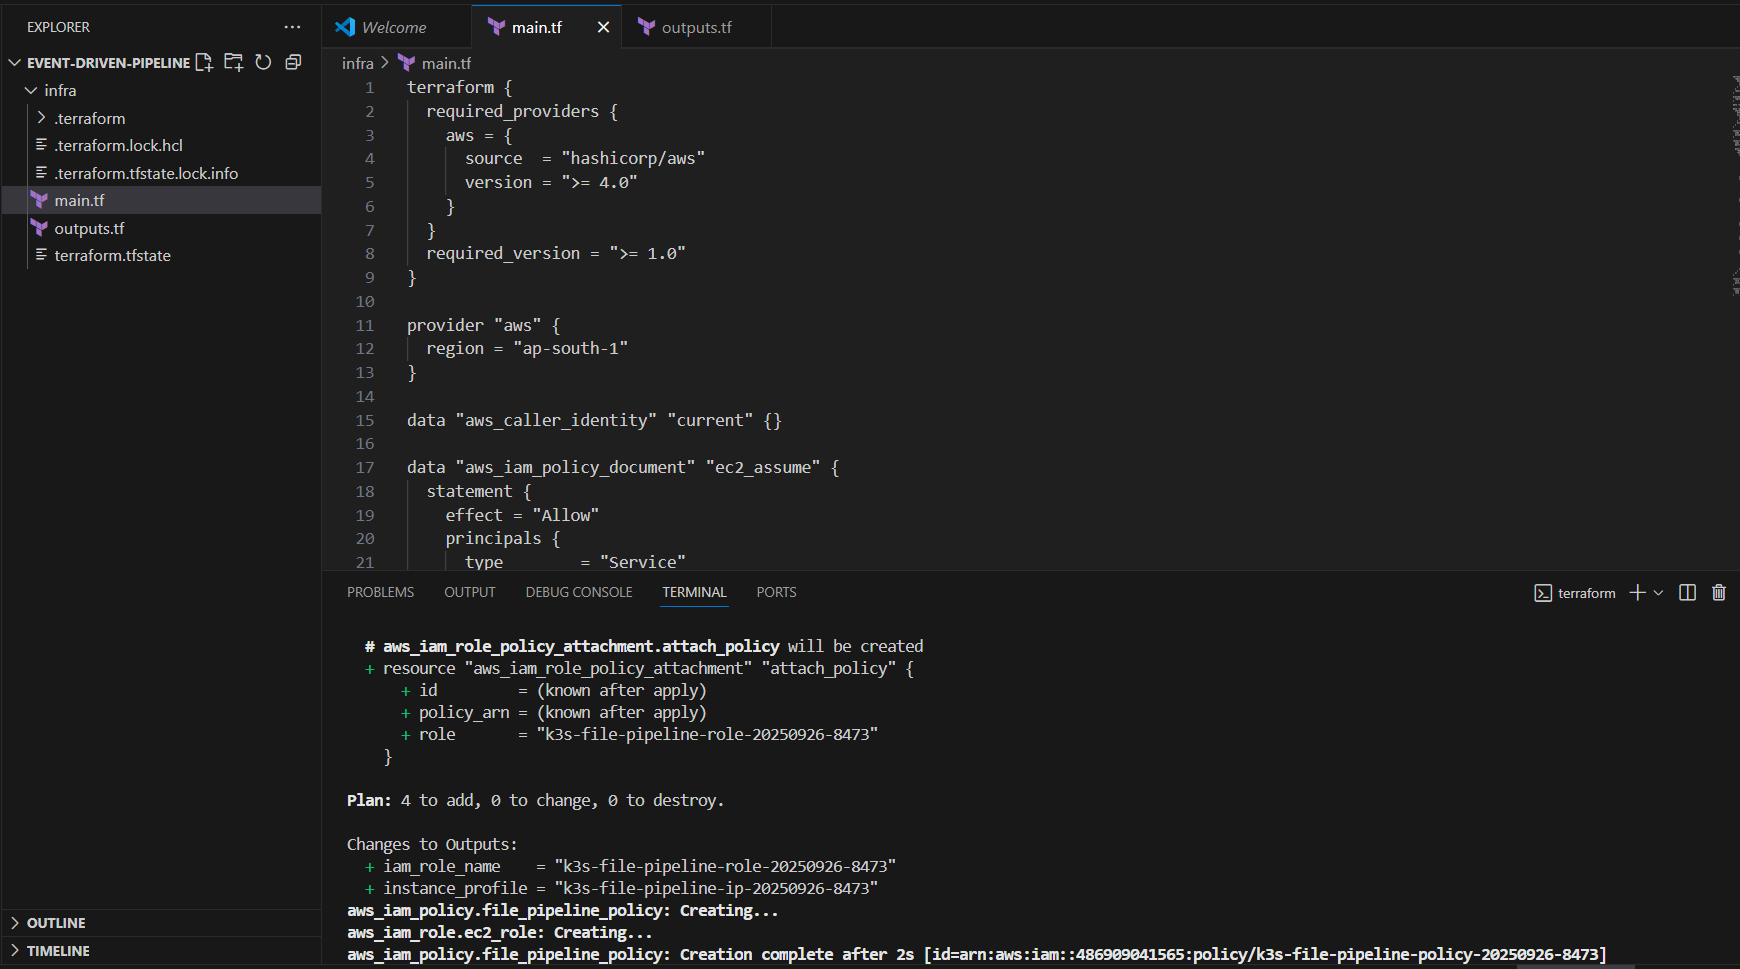 EXPLORER
EVENT-DRIVEN-PIPELINE
infra
.terraform
.terraform.lock.hcl
.terraform.tfstate.lock.info
main.tf
outputs.tf
terraform.tfstate
OUTLINE
TIMELINE
Welcome
main.tf
outputs.tf
infra > main.tf
1 terraform {
2   required_providers {
3     aws = {
4       source  = "hashicorp/aws"
5       version = ">= 4.0"
6     }
7   }
8   required_version = ">= 1.0"
9 }
10
11 provider "aws" {
12   region = "ap-south-1"
13 }
14
15 data "aws_caller_identity" "current" {}
16
17 data "aws_iam_policy_document" "ec2_assume" {
18   statement {
19     effect = "Allow"
20     principals {
21       type        = "Service"
PROBLEMS OUTPUT DEBUG CONSOLE TERMINAL PORTS
terraform
# aws_iam_role_policy_attachment.attach_policy will be created
+ resource "aws_iam_role_policy_attachment" "attach_policy" {
+ id         = (known after apply)
+ policy_arn = (known after apply)
+ role       = "k3s-file-pipeline-role-20250926-8473"
}
Plan: 4 to add, 0 to change, 0 to destroy.
Changes to Outputs:
+ iam_role_name    = "k3s-file-pipeline-role-20250926-8473"
+ instance_profile = "k3s-file-pipeline-ip-20250926-8473"
aws_iam_policy.file_pipeline_policy: Creating...
aws_iam_role.ec2_role: Creating...
aws_iam_policy.file_pipeline_policy: Creation complete after 2s [id=arn:aws:iam::486909041565:policy/k3s-file-pipeline-policy-20250926-8473]